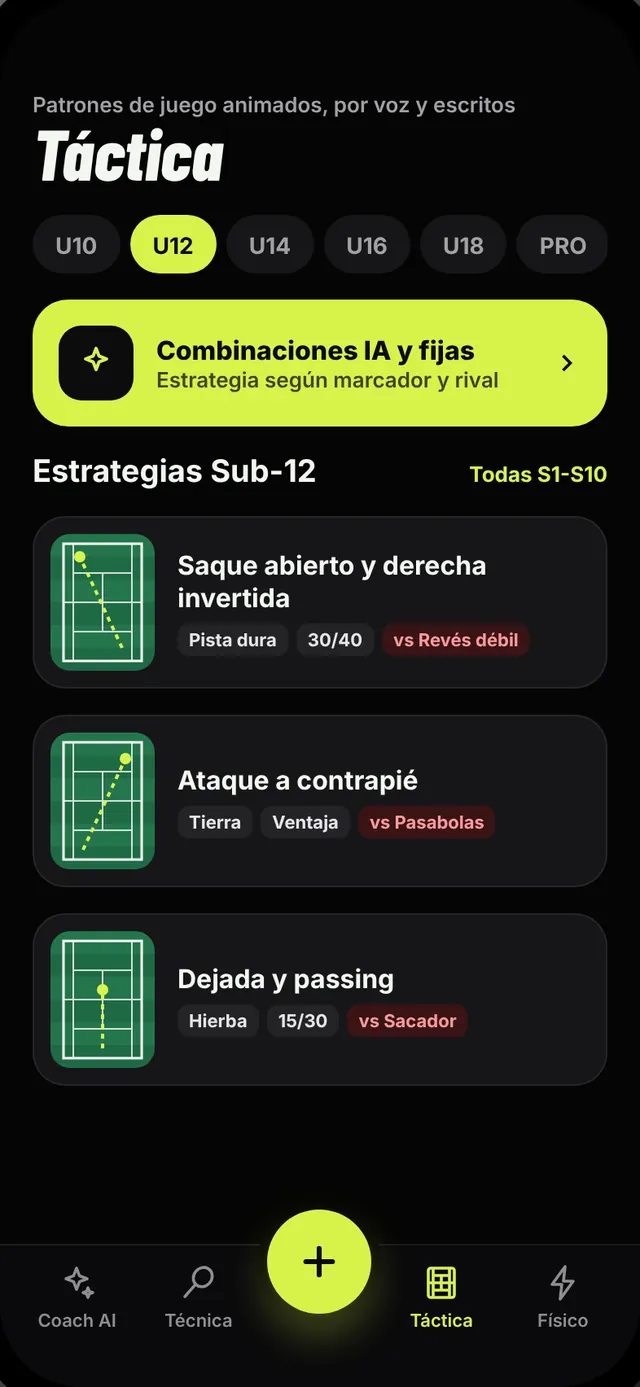 Patrones de juego animados, por voz y escritos
Táctica
U10 U12 U14 U16 U18 PRO
Combinaciones IA y fijas
Estrategia según marcador y rival
Estrategias Sub-12 Todas S1-S10
Saque abierto y derecha
invertida
Pista dura 30/40 vs Revés débil
Ataque a contrapié
Tierra Ventaja vs Pasabolas
Dejada y passing
Hierba 15/30 vs Sacador
Coach AI Técnica Táctica Físico